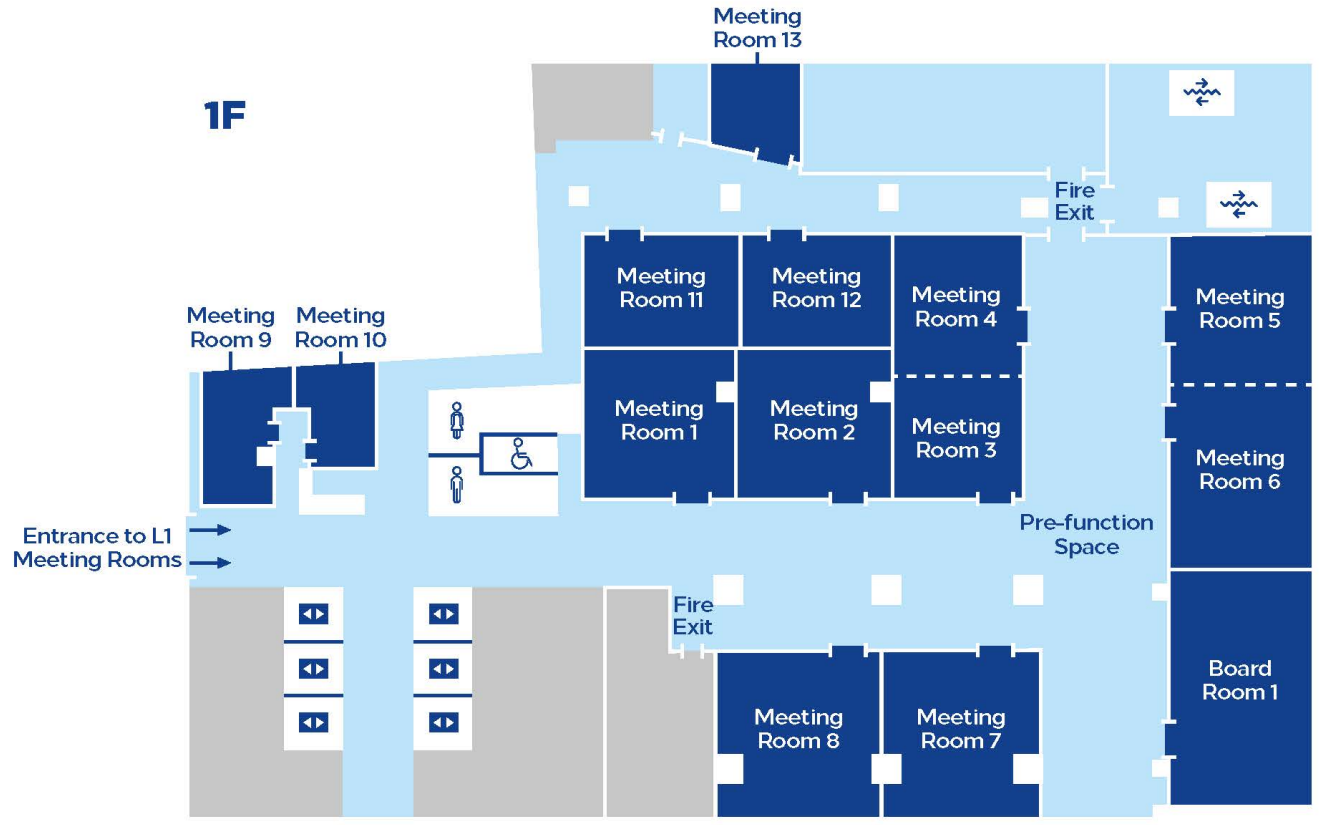 Meeting
Room 13
1F
Fire
Exit
Meeting
Room 11
Meeting
Room 12
Meeting
Room 4
Meeting
Room 5
Meeting
Room 9
Meeting
Room 10
Meeting
Room 1
Meeting
Room 2
Meeting
Room 3
Meeting
Room 6
Entrance to L1
Meeting Rooms
Pre-function
Space
Fire
Exit
Board
Room 1
Meeting
Room 8
Meeting
Room 7